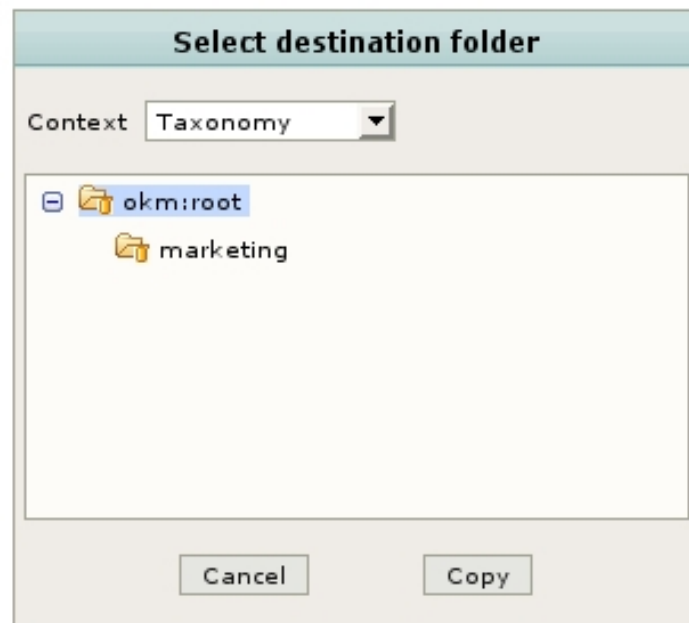 Select destination folder
Context Taxonomy
okm:root
marketing
Cancel Copy